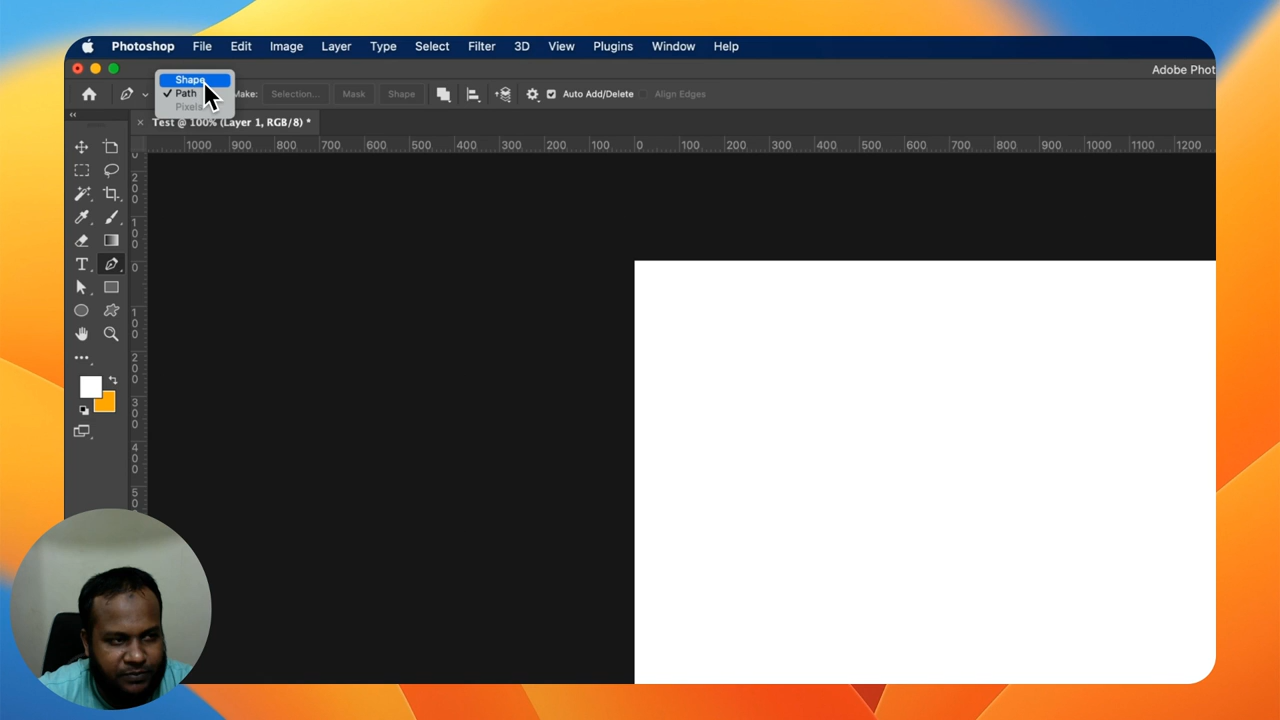 Photoshop File Edit Image Layer Type Select Filter 3D View Plugins Window Help
Adobe Phot
Shape
✓ Path
Pixels
Make: Selection... Mask Shape Auto Add/Delete Align Edges
Test @ 100% (Layer 1, RGB/8) *
1000 900 800 700 600 500 400 300 200 100 0 100 200 300 400 500 600 700 800 900 1000 1100 1200
0
200
100
0
100
200
300
400
50